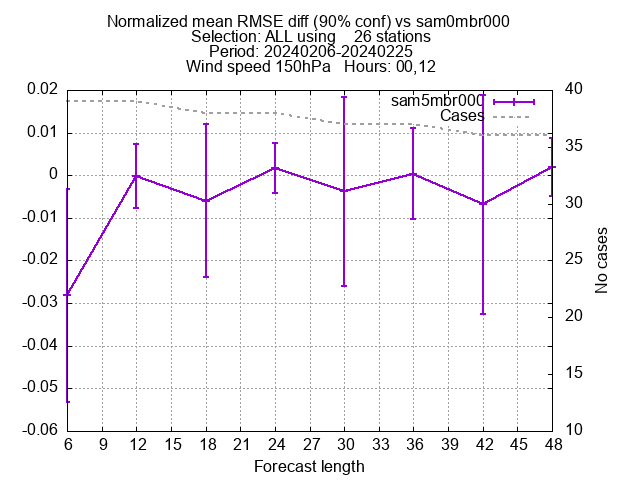 Normalized mean RMSE diff (90% conf) vs sam0mbr000
Selection: ALL using    26 stations
Period: 20240206-20240225
Wind speed 150hPa   Hours: 00,12
sam5mbr000
Cases
0.02
0.01
0
-0.01
-0.02
-0.03
-0.04
-0.05
-0.06
40
35
30
25
20
15
10
No cases
6 9 12 15 18 21 24 27 30 33 36 39 42 45 48
Forecast length